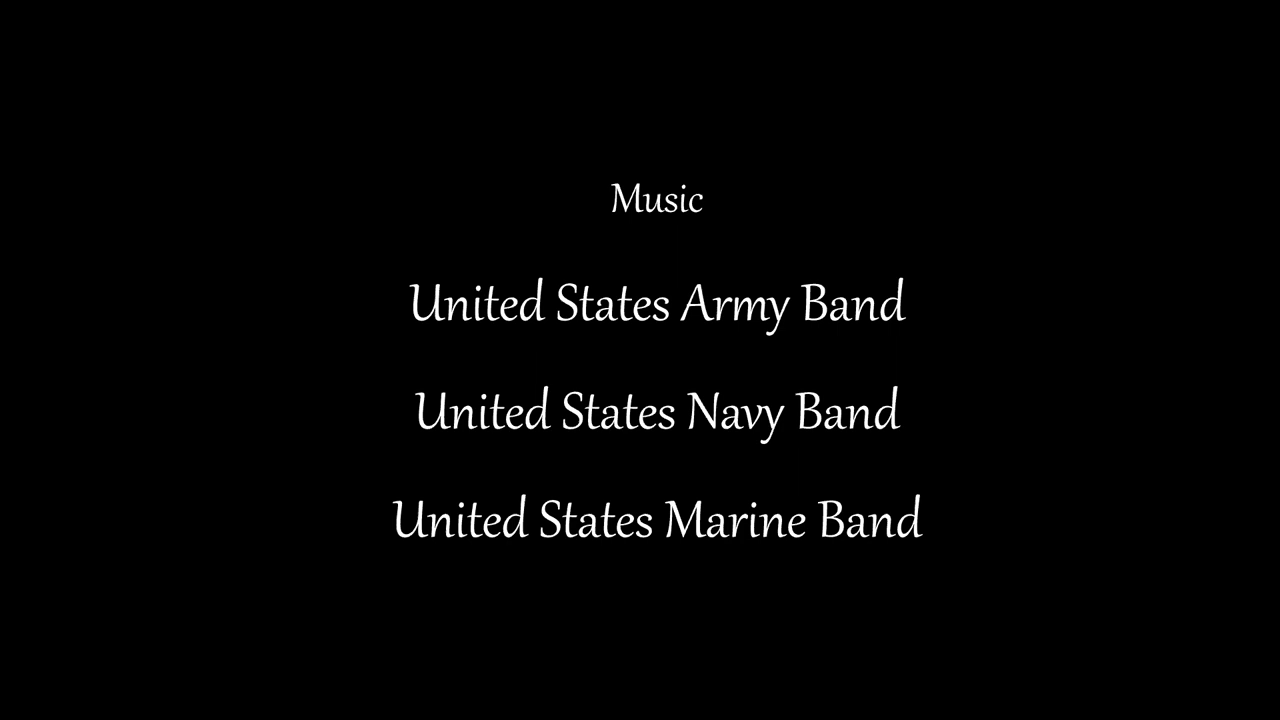 Music
United States Army Band
United States Navy Band
United States Marine Band